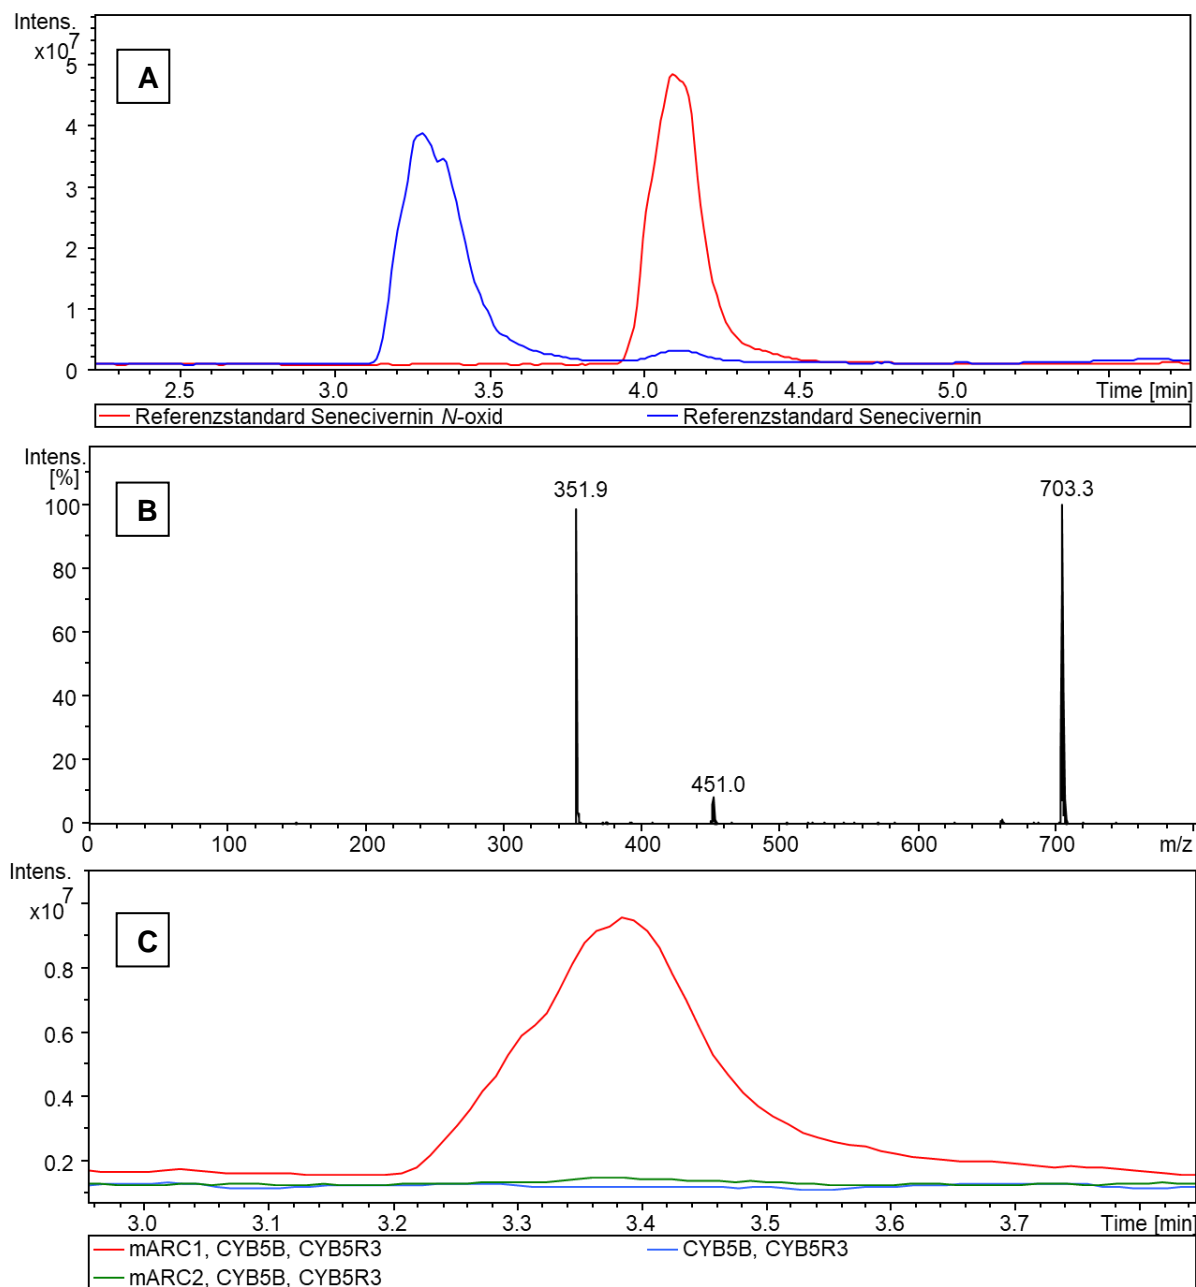 Intens.
x10⁷
A
5
4
3
2
1
0
2.5 3.0 3.5 4.0 4.5 5.0 Time [min]
Referenzstandard Senecivernin N-oxid Referenzstandard Senecivernin
Intens.
[%]
B
351.9 703.3
100
80
60
40
20
451.0
0
0 100 200 300 400 500 600 700 m/z
Intens.
x10⁷
C
0.8
0.6
0.4
0.2
3.0 3.1 3.2 3.3 3.4 3.5 3.6 3.7 Time [min]
mARC1, CYB5B, CYB5R3 CYB5B, CYB5R3
mARC2, CYB5B, CYB5R3